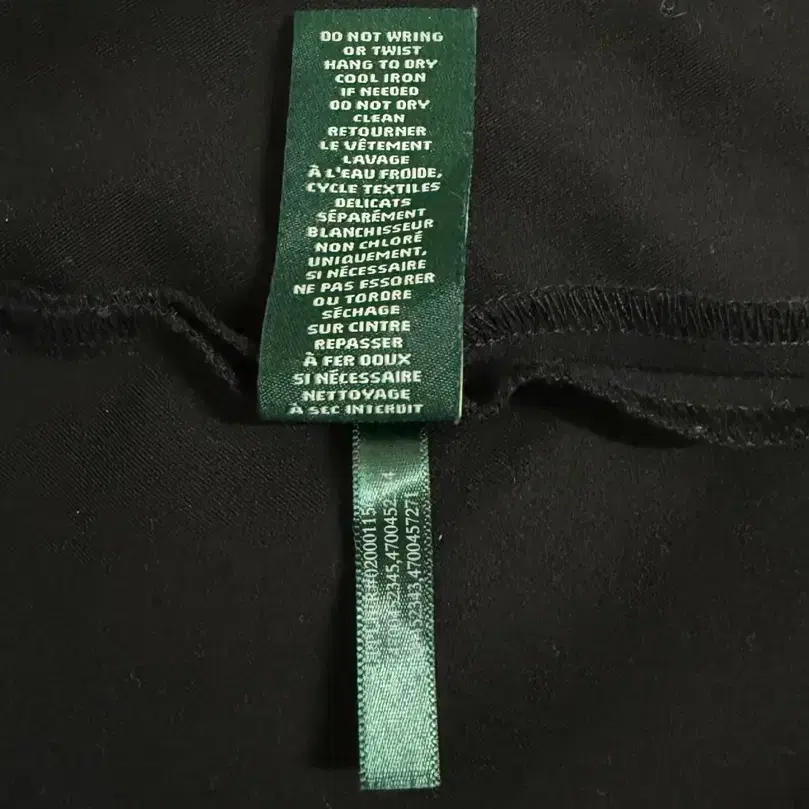 DO NOT WRING
OR TWIST
HANG TO DRY
COOL IRON
IF NEEDED
DO NOT DRY
CLEAN
RETOURNER
LE VÊTEMENT
LAVAGE
À L'EAU FROIDE,
CYCLE TEXTILES
DÉLICATS
SÉPARÉMENT
BLANCHISSEUR
NON CHLORÉ
UNIQUEMENT,
SI NÉCESSAIRE
NE PAS ESSORER
OU TORDRE
SÉCHAGE
SUR CINTRE
REPASSER
À FER DOUX
SI NÉCESSAIRE
NETTOYAGE
À SEC INTERDIT